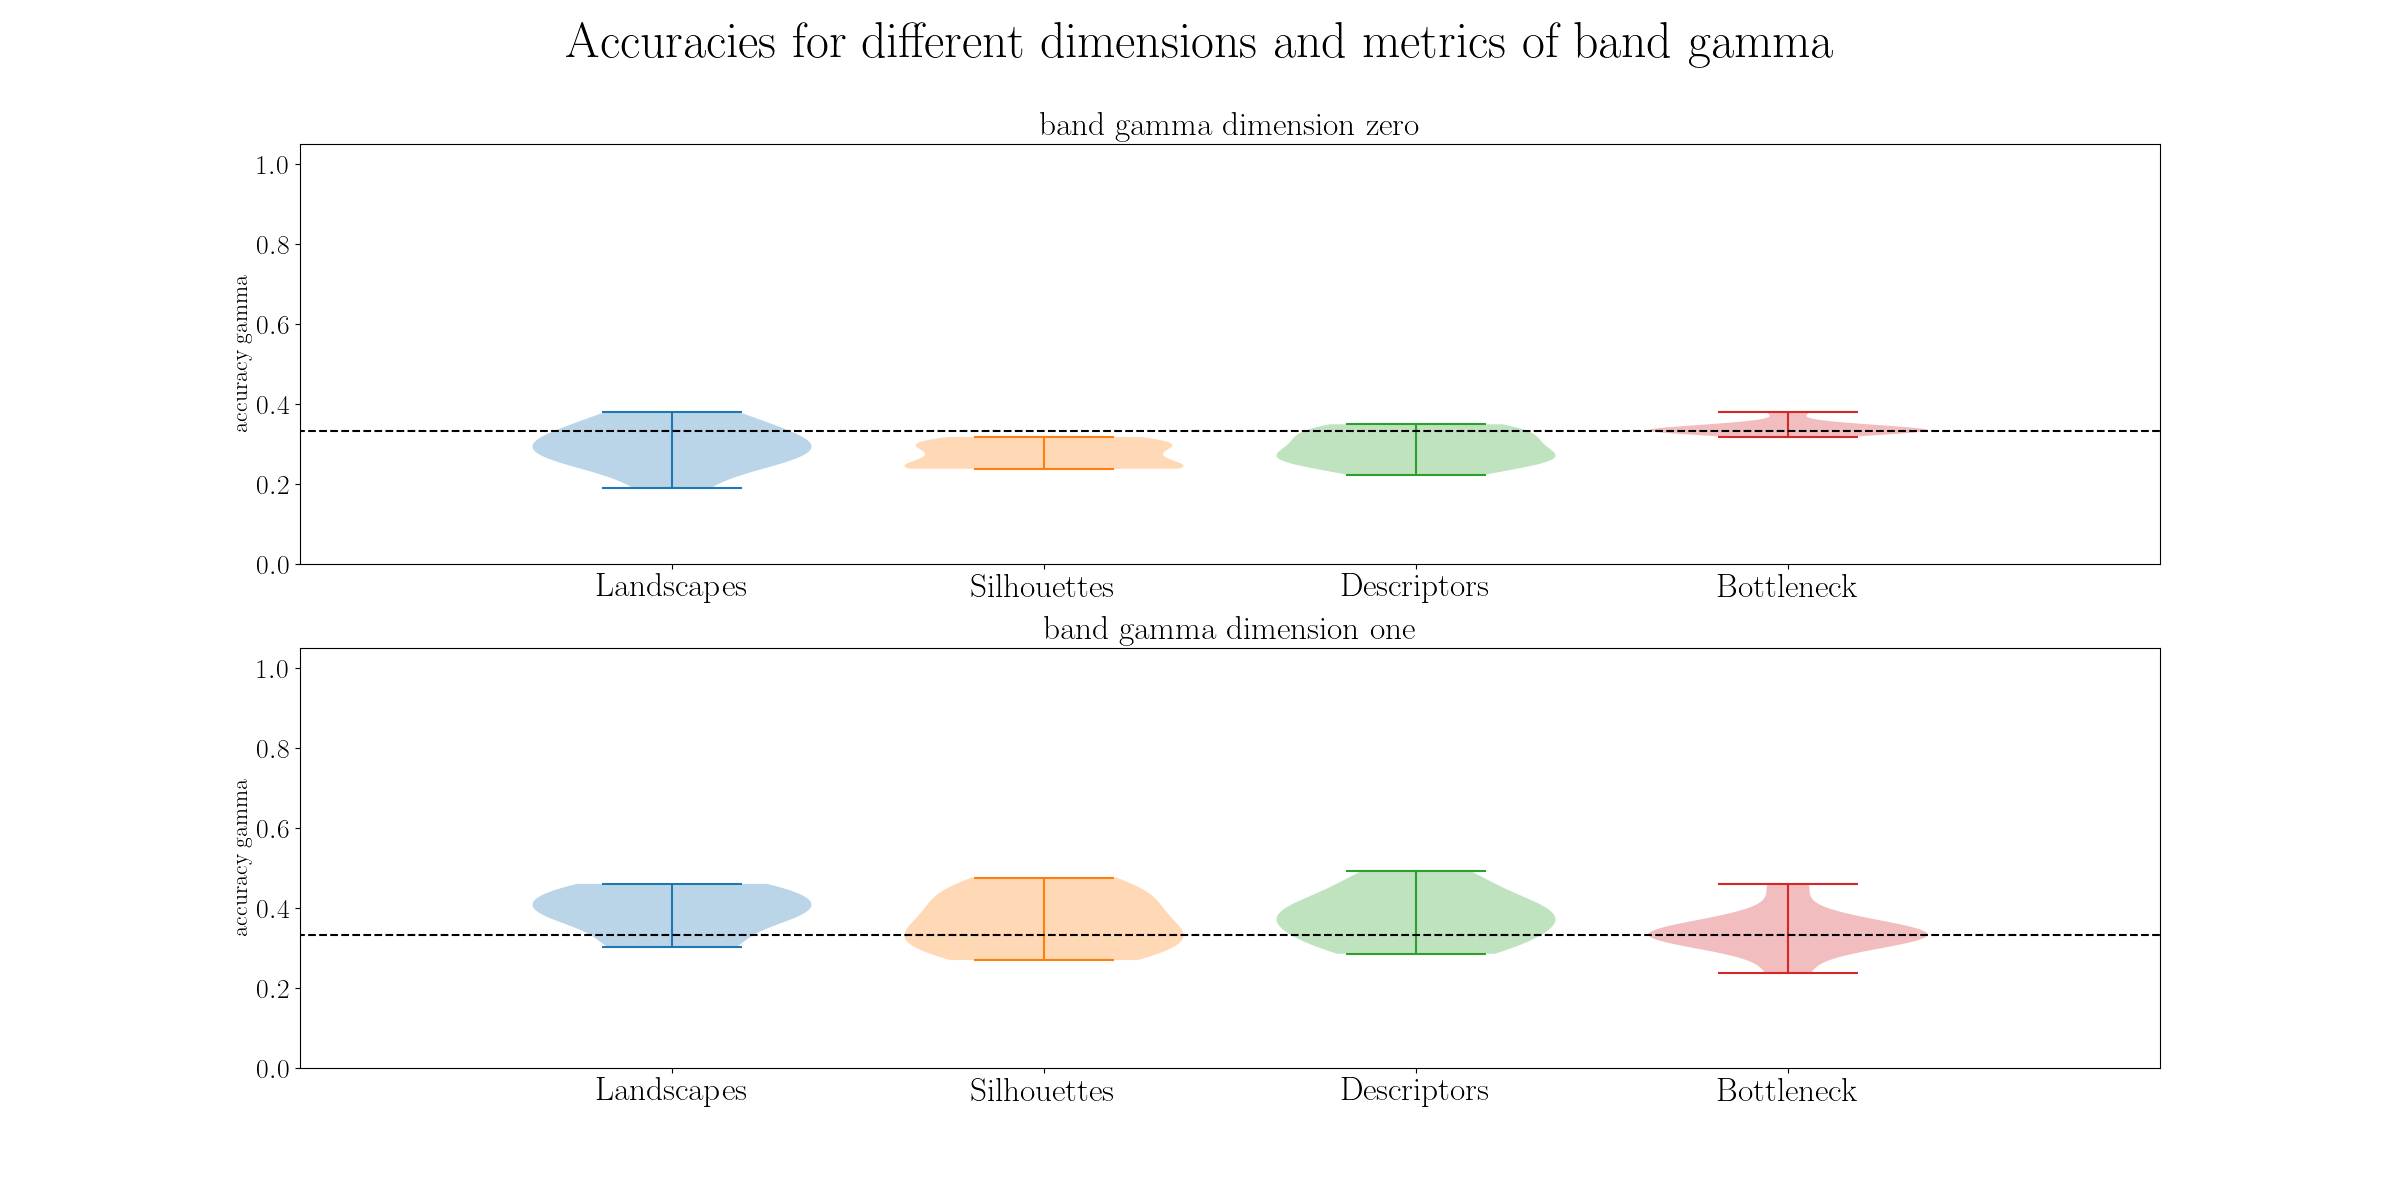 Accuracies for different dimensions and metrics of band gamma
band gamma dimension zero
accuracy gamma
1.0
0.8
0.6
0.4
0.2
0.0
Landscapes Silhouettes Descriptors Bottleneck
band gamma dimension one
accuracy gamma
1.0
0.8
0.6
0.4
0.2
0.0
Landscapes Silhouettes Descriptors Bottleneck